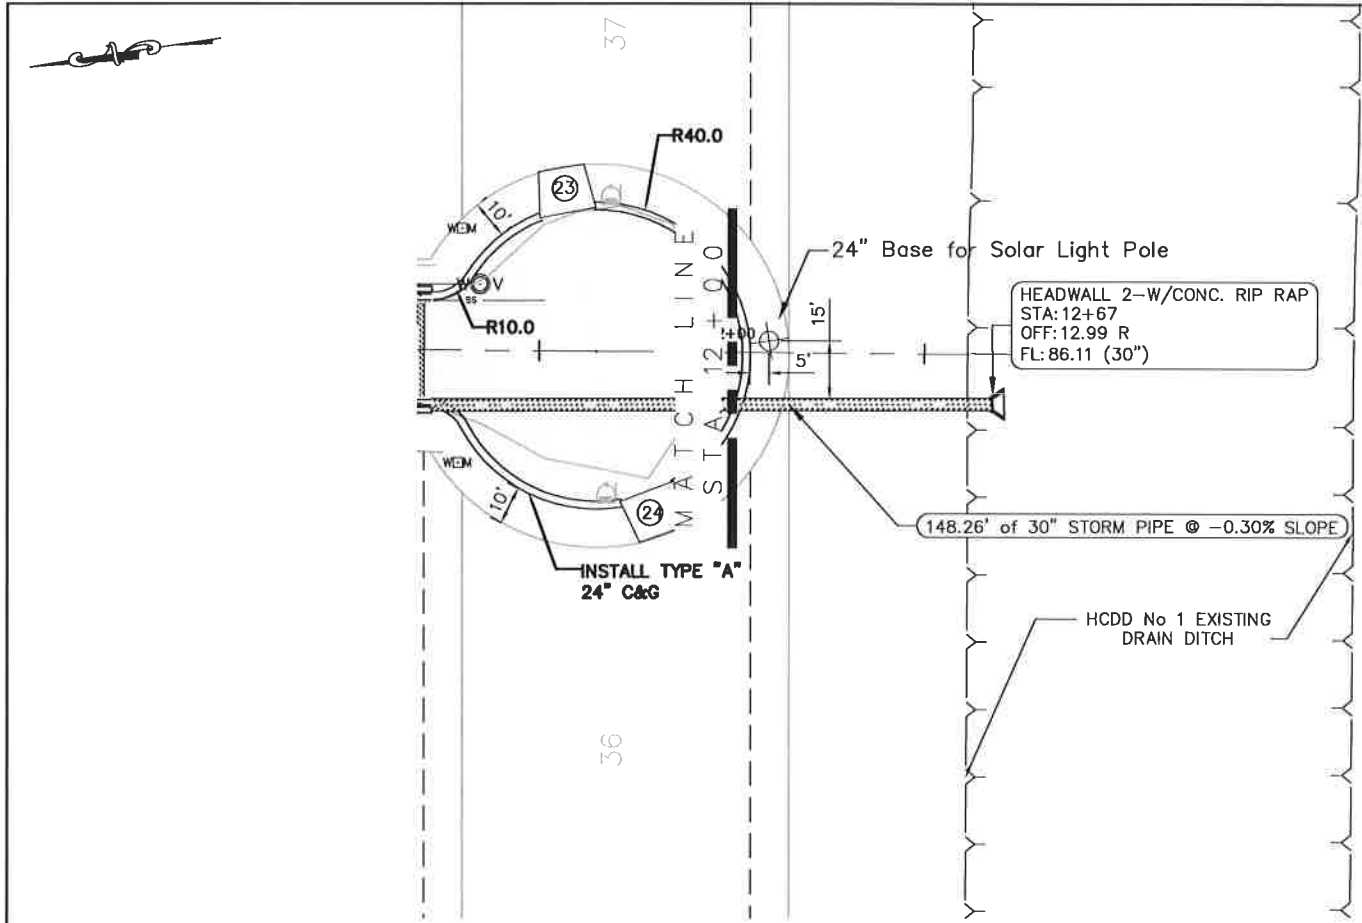 N
37
R40.0
23
10'
W M
24" Base for Solar Light Pole
V
SS
R10.0
15'
HEADWALL 2-W/CONC. RIP RAP
STA: 12+67
OFF: 12.99 R
FL: 86.11 (30")
5'
MATCH LINE
STA 12+00
W M
10'
24
148.26' of 30" STORM PIPE @ -0.30% SLOPE
INSTALL TYPE "A"
24" C&G
HCDD No 1 EXISTING
DRAIN DITCH
36